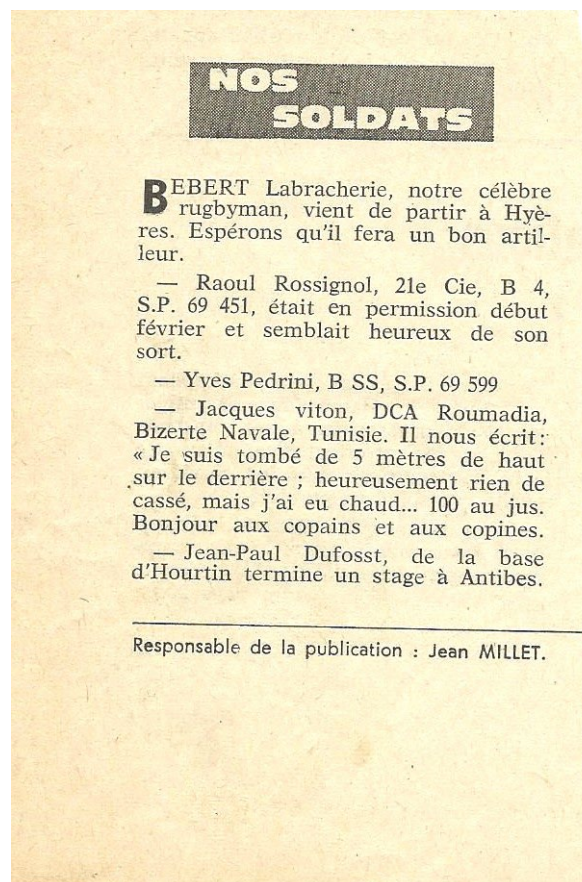 NOS
SOLDATS
BEBERT Labracherie, notre célèbre
rugbyman, vient de partir à Hyè-
res. Espérons qu'il fera un bon artil-
leur.
— Raoul Rossignol, 21e Cie, B 4,
S.P. 69 451, était en permission début
février et semblait heureux de son
sort.
— Yves Pedrini, B SS, S.P. 69 599
— Jacques viton, DCA Roumadia,
Bizerte Navale, Tunisie. Il nous écrit :
« Je suis tombé de 5 mètres de haut
sur le derrière ; heureusement rien de
cassé, mais j'ai eu chaud... 100 au jus.
Bonjour aux copains et aux copines.
— Jean-Paul Dufosst, de la base
d'Hourtin termine un stage à Antibes.
Responsable de la publication : Jean MILLET.